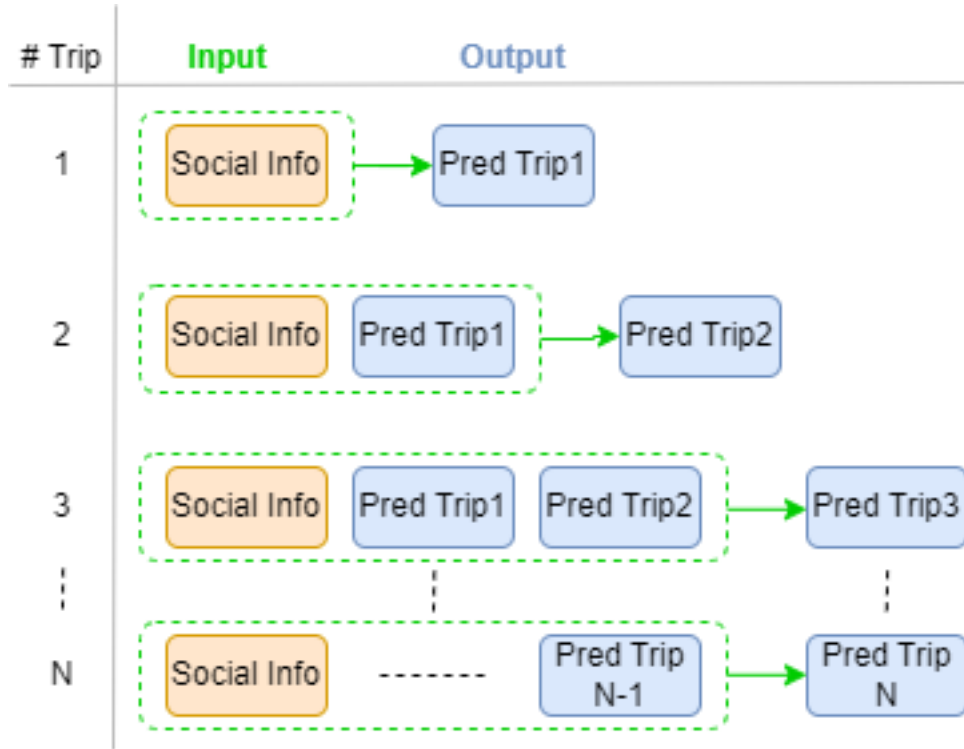 # Trip Input Output
1 Social Info Pred Trip1
2 Social Info Pred Trip1 Pred Trip2
3 Social Info Pred Trip1 Pred Trip2 Pred Trip3
N Social Info Pred Trip Pred Trip
N-1 N